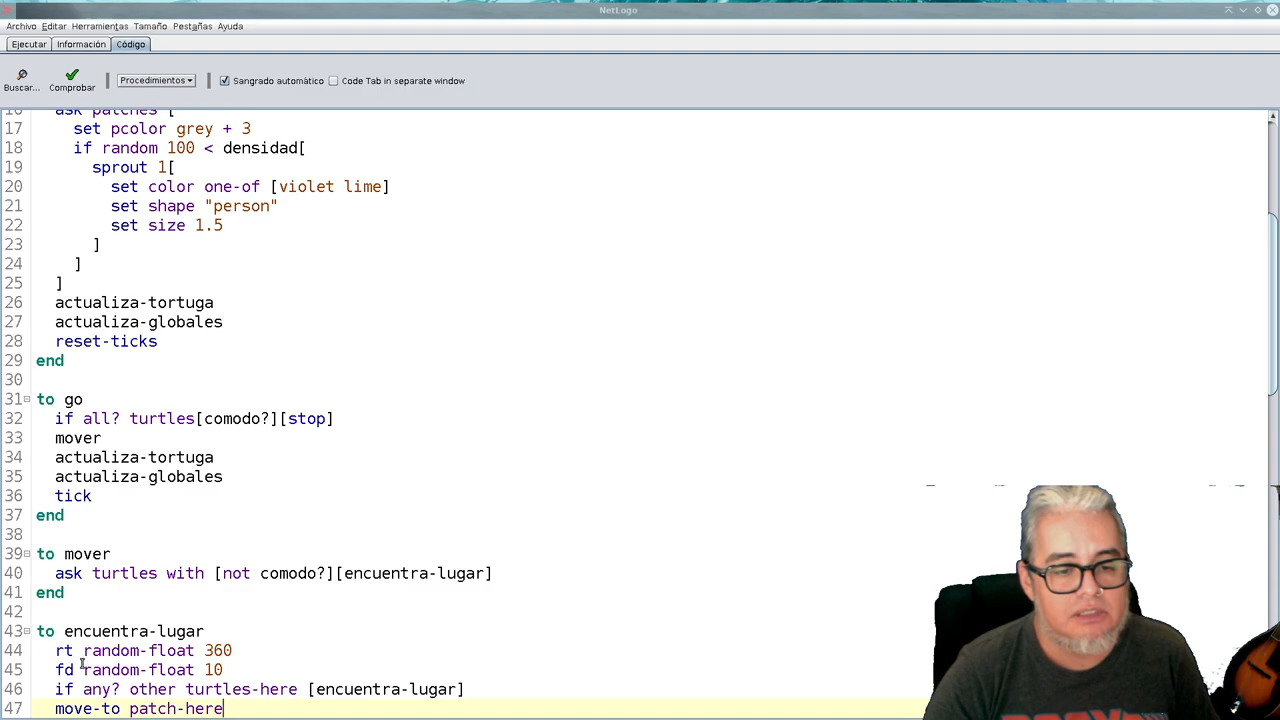 NetLogo
Archivo Editar Herramientas Tamaño Pestañas Ayuda
Ejecutar Información Código
Buscar... Comprobar Procedimientos Sangrado automático Code Tab in separate window
16 ask patches [
17 set pcolor grey + 3
18 if random 100 < densidad[
19 sprout 1[
20 set color one-of [violet lime]
21 set shape "person"
22 set size 1.5
23 ]
24 ]
25 ]
26 actualiza-tortuga
27 actualiza-globales
28 reset-ticks
29 end
30
31 to go
32 if all? turtles[comodo?][stop]
33 mover
34 actualiza-tortuga
35 actualiza-globales
36 tick
37 end
38
39 to mover
40 ask turtles with [not comodo?][encuentra-lugar]
41 end
42
43 to encuentra-lugar
44 rt random-float 360
45 fd random-float 10
46 if any? other turtles-here [encuentra-lugar]
47 move-to patch-here